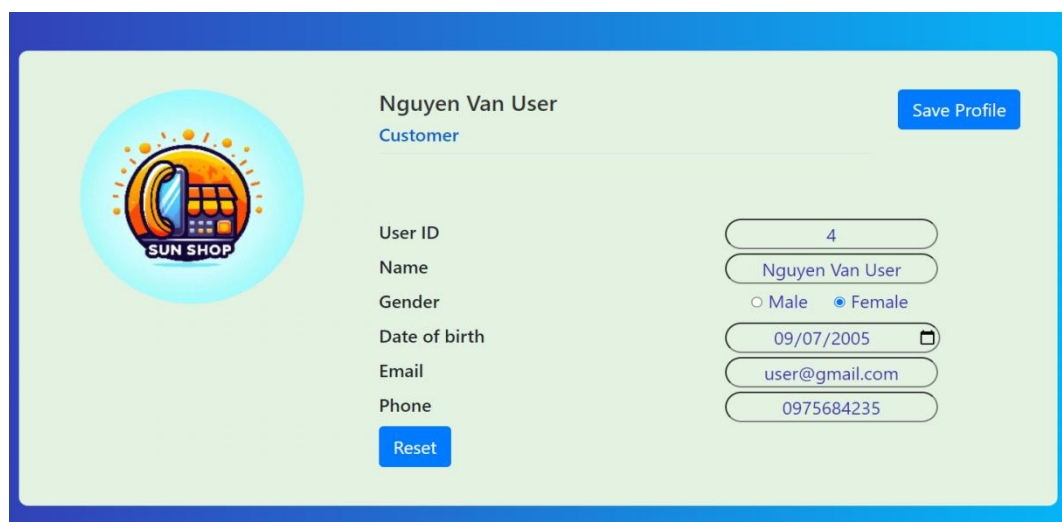 SUN SHOP
Nguyen Van User
Save Profile
Customer
User ID 4
Name Nguyen Van User
Gender Male Female
Date of birth 09/07/2005
Email user@gmail.com
Phone 0975684235
Reset